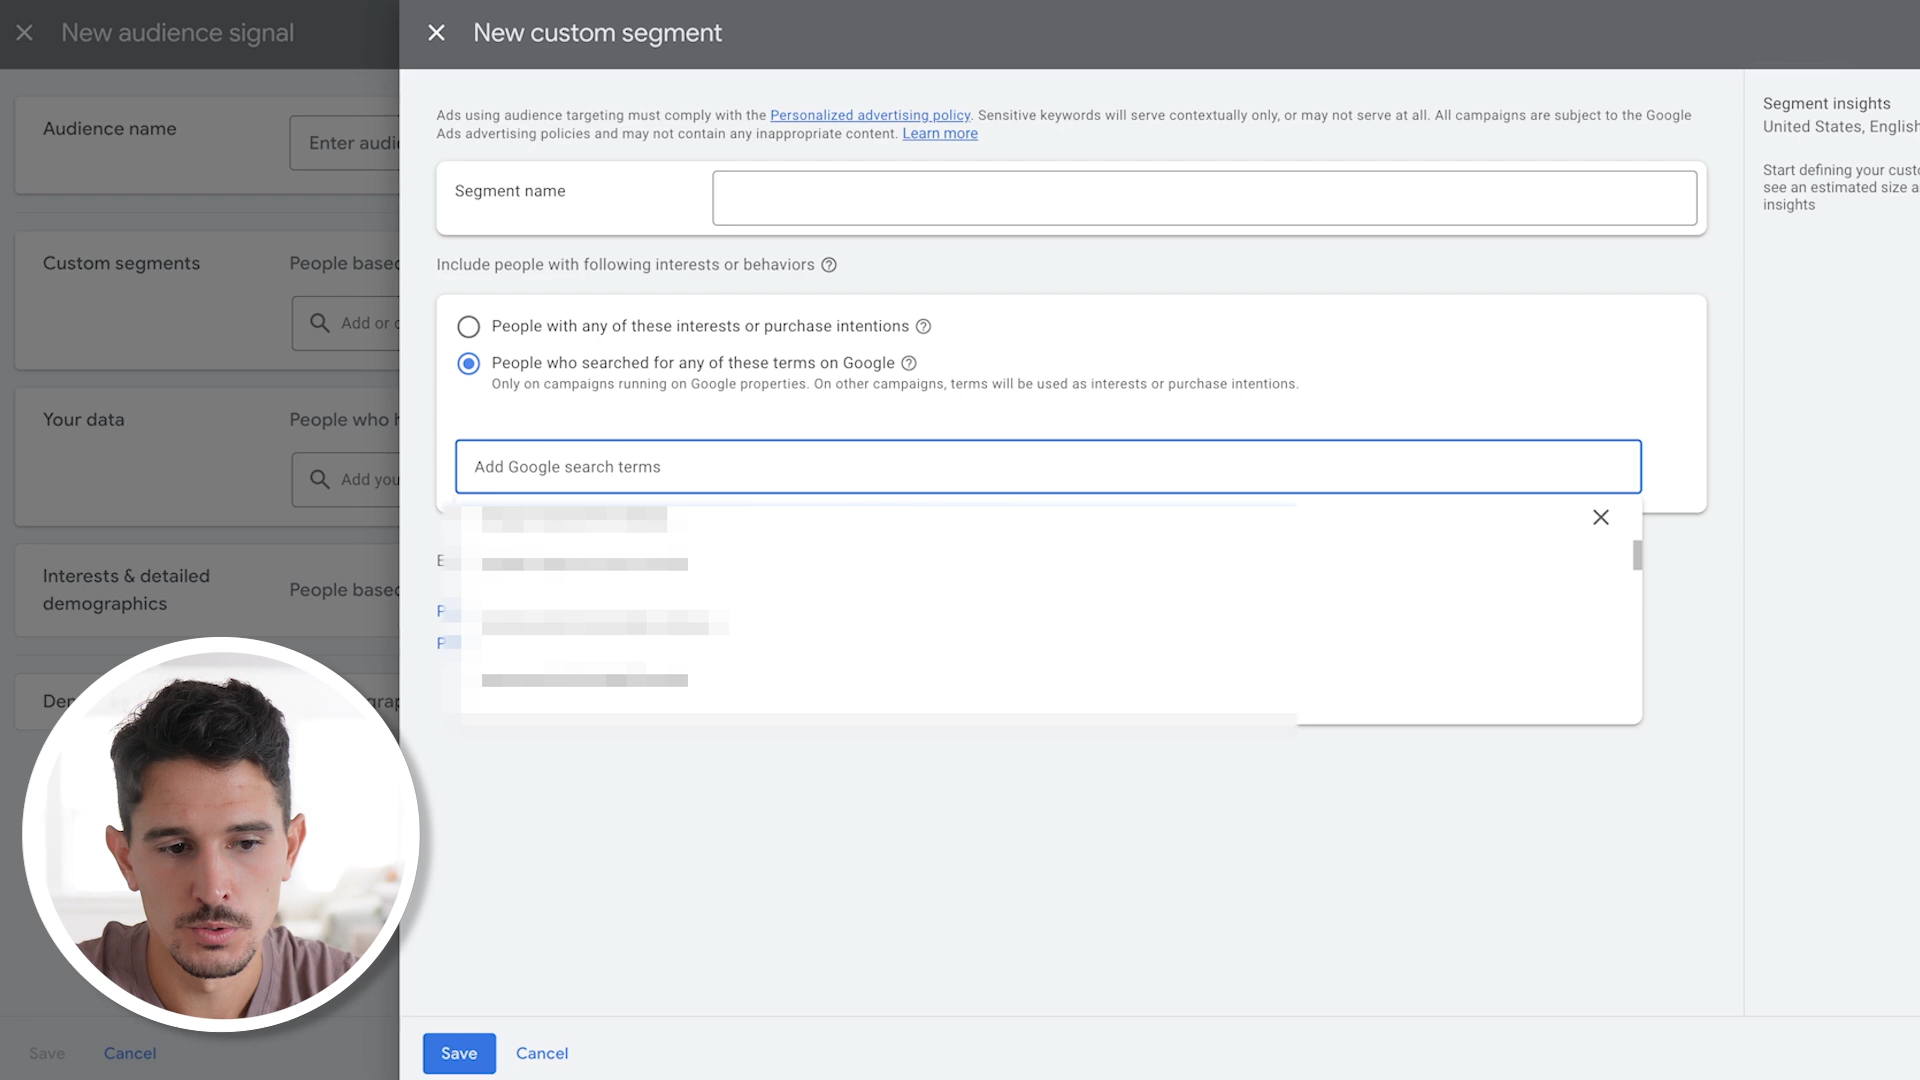 New audience signal
New custom segment
Audience name
Enter audi
Custom segments
People based
Add or c
Your data
People who h
Add you
Interests & detailed
demographics
People based
Dem
grap
Save
Cancel
Ads using audience targeting must comply with the Personalized advertising policy. Sensitive keywords will serve contextually only, or may not serve at all. All campaigns are subject to the Google
Ads advertising policies and may not contain any inappropriate content. Learn more
Segment name
Include people with following interests or behaviors
People with any of these interests or purchase intentions
People who searched for any of these terms on Google
Only on campaigns running on Google properties. On other campaigns, terms will be used as interests or purchase intentions.
Add Google search terms
E
P
P
Save
Cancel
Segment insights
United States, English
Start defining your custo
see an estimated size a
insights